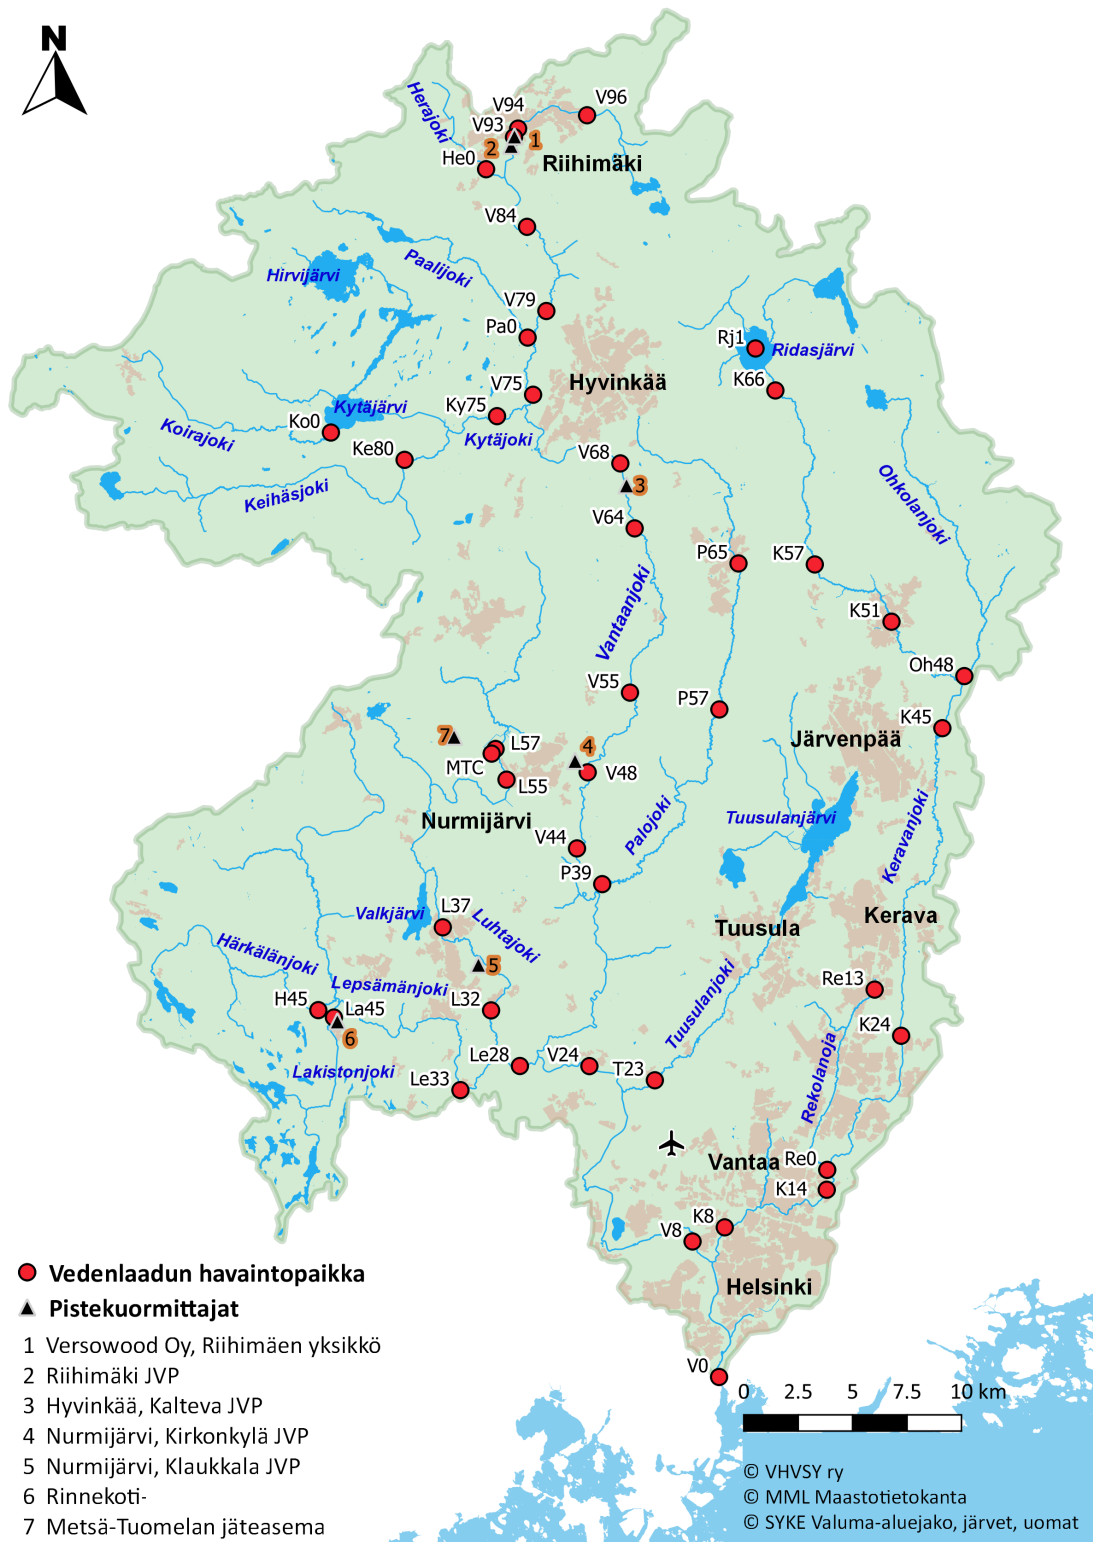 N
Herajoki
V94
V96
V93
1
2
He0
Riihimäki
V84
Paalijoki
Hirvijärvi
V79
Pa0
Rj1
Ridasjärvi
K66
Hyvinkää
V75
Ky75
Kytäjärvi
Ko0
Koirajoki
Kytäjoki
Ke80
V68
3
Keihäsjoki
Ohkolanjoki
V64
P65
K57
Vantaanjoki
K51
Oh48
V55
P57
K45
7
L57
4
Järvenpää
MTC
V48
L55
Nurmijärvi
Tuusulanjärvi
Palojoki
Keravanjoki
V44
P39
Valkjärvi
L37
Luhtajoki
Tuusula
Kerava
Härkälänjoki
5
Lepsämänjoki
Re13
H45
La45
L32
Tuusulanjoki
K24
6
Rekolanoja
Le28
V24
T23
Lakistonjoki
Le33
Vantaa
Re0
K14
K8
V8
Helsinki
V0
Vedenlaadun havaintopaikka
Pistekuormittajat
1 Versowood Oy, Riihimäen yksikkö
2 Riihimäki JVP
3 Hyvinkää, Kalteva JVP
4 Nurmijärvi, Kirkonkylä JVP
5 Nurmijärvi, Klaukkala JVP
6 Rinnekoti-
7 Metsä-Tuomelan jäteasema
0 2.5 5 7.5 10 km
© VHVSY ry
© MML Maastotietokanta
© SYKE Valuma-aluejako, järvet, uomat